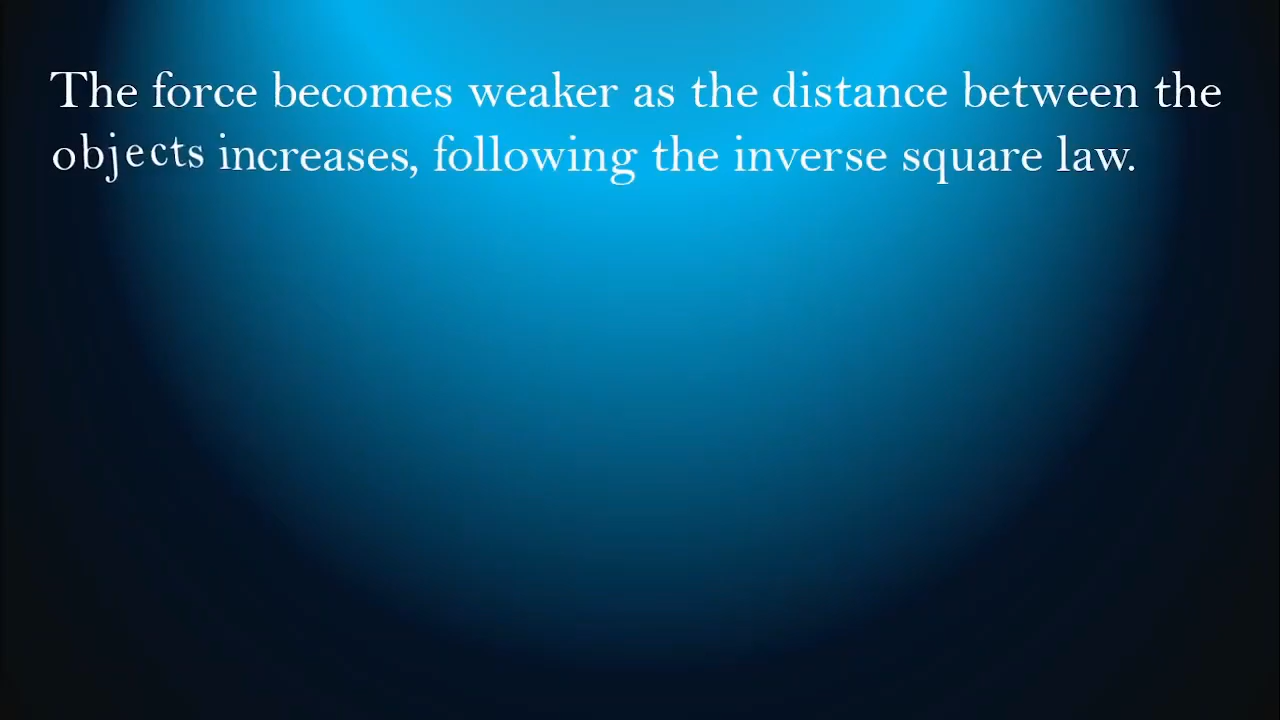 The force becomes weaker as the distance between the
objects increases, following the inverse square law.